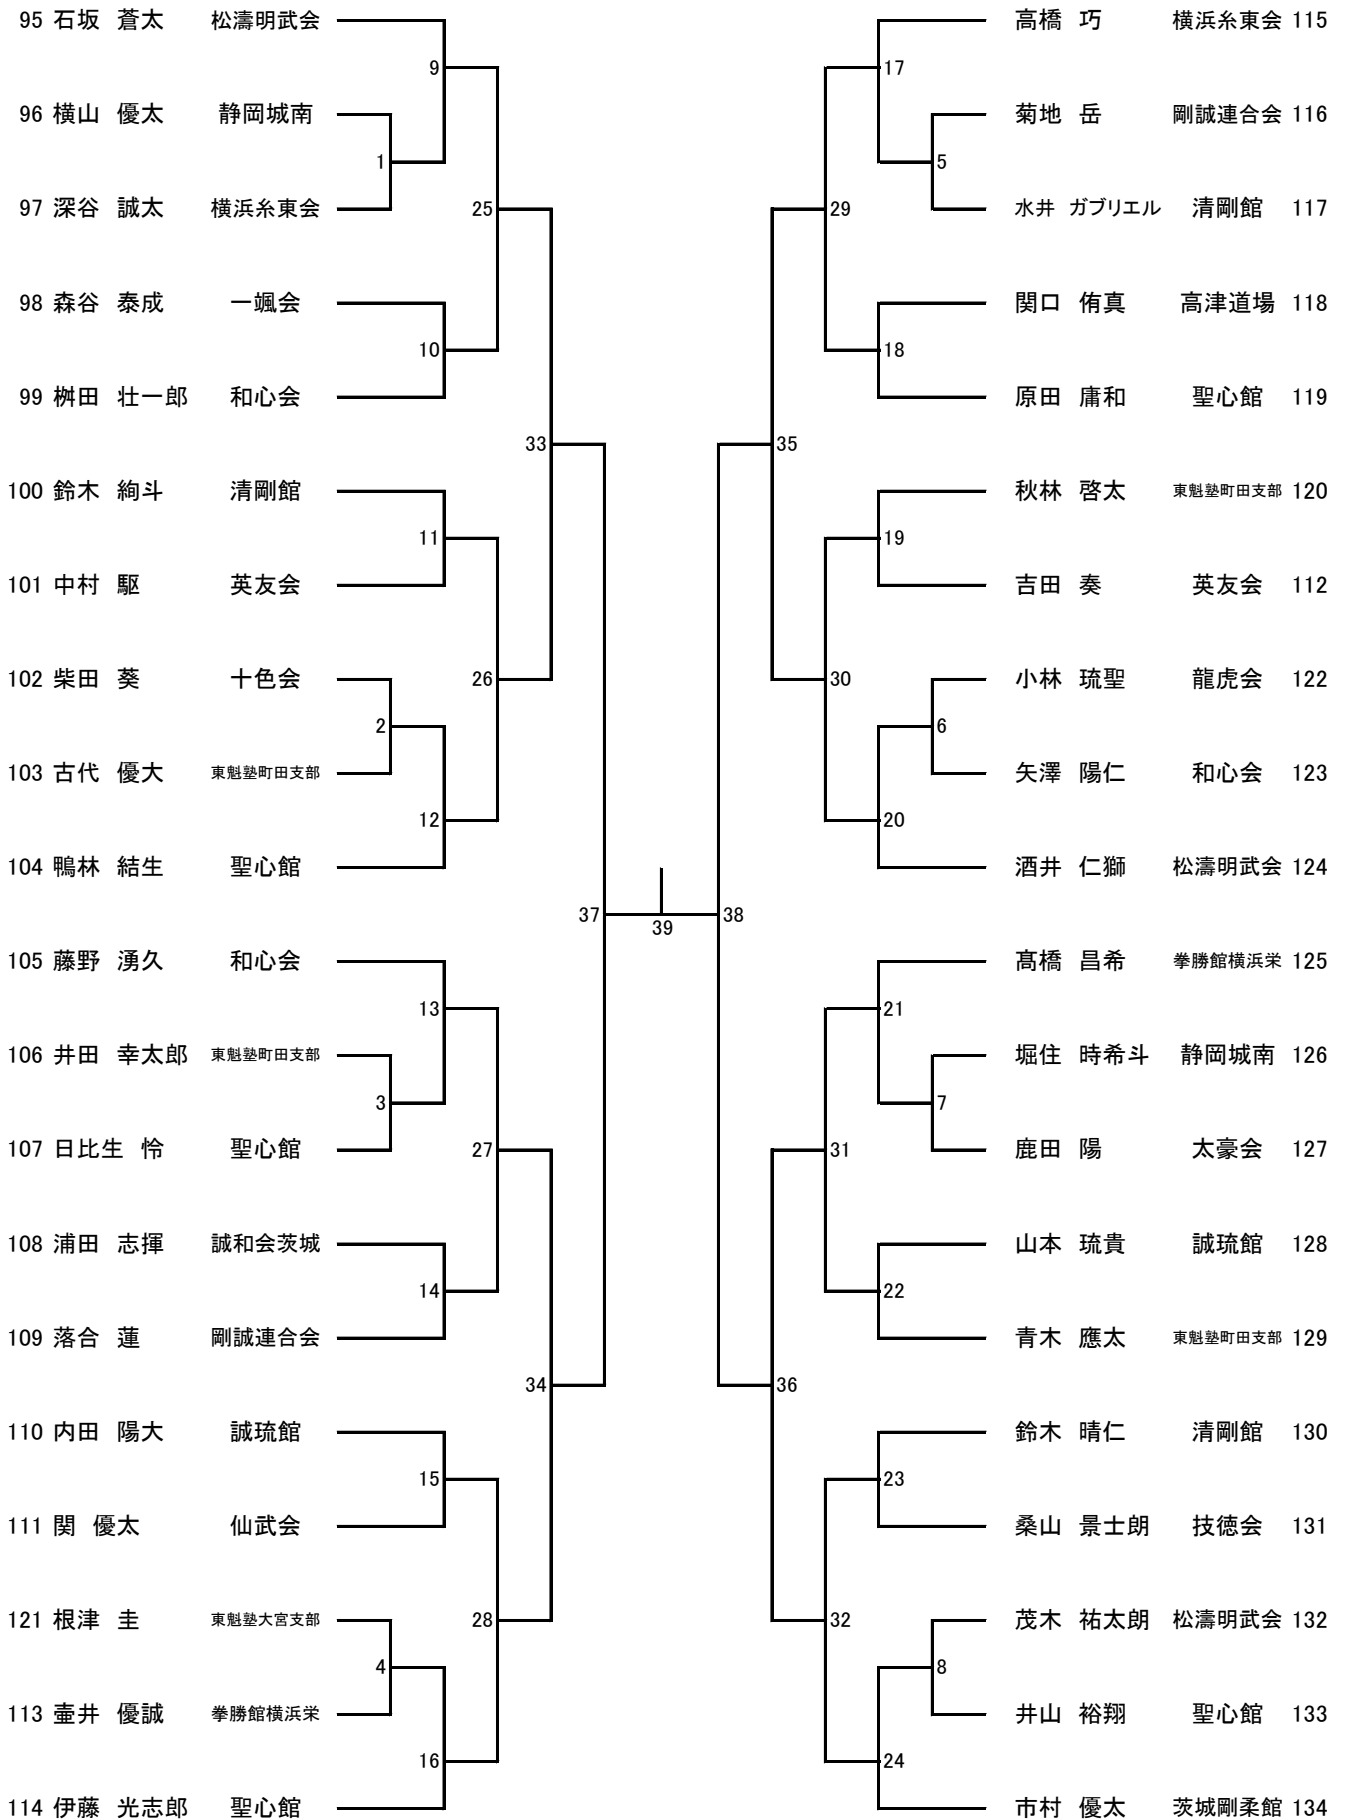 95 石坂 蒼太 松濤明武会
9
96 横山 優太 静岡城南
1
97 深谷 誠太 横浜糸東会
25
98 森谷 泰成 一颯会
10
99 桝田 壮一郎 和心会
33
100 鈴木 絢斗 清剛館
11
101 中村 駆 英友会
102 柴田 葵 十色会
26
2
103 古代 優大 東魁塾町田支部
12
104 鴨林 結生 聖心館
37
105 藤野 湧久 和心会
13
106 井田 幸太郎 東魁塾町田支部
3
107 日比生 怜 聖心館
27
108 浦田 志揮 誠和会茨城
14
109 落合 蓮 剛誠連合会
34
110 内田 陽大 誠琉館
15
111 関 優太 仙武会
121 根津 圭 東魁塾大宮支部
28
4
113 壷井 優誠 拳勝館横浜栄
16
114 伊藤 光志郎 聖心館
39
高橋 巧 横浜糸東会 115
17
菊地 岳 剛誠連合会 116
5
水井 ガブリエル 清剛館 117
29
関口 侑真 高津道場 118
18
原田 庸和 聖心館 119
35
秋林 啓太 東魁塾町田支部 120
19
吉田 奏 英友会 112
小林 琉聖 龍虎会 122
30
6
矢澤 陽仁 和心会 123
20
酒井 仁獅 松濤明武会 124
38
髙橋 昌希 拳勝館横浜栄 125
21
堀住 時希斗 静岡城南 126
7
鹿田 陽 太豪会 127
31
山本 琉貴 誠琉館 128
22
青木 應太 東魁塾町田支部 129
36
鈴木 晴仁 清剛館 130
23
桑山 景士朗 技徳会 131
茂木 祐太朗 松濤明武会 132
32
8
井山 裕翔 聖心館 133
24
市村 優太 茨城剛柔館 134